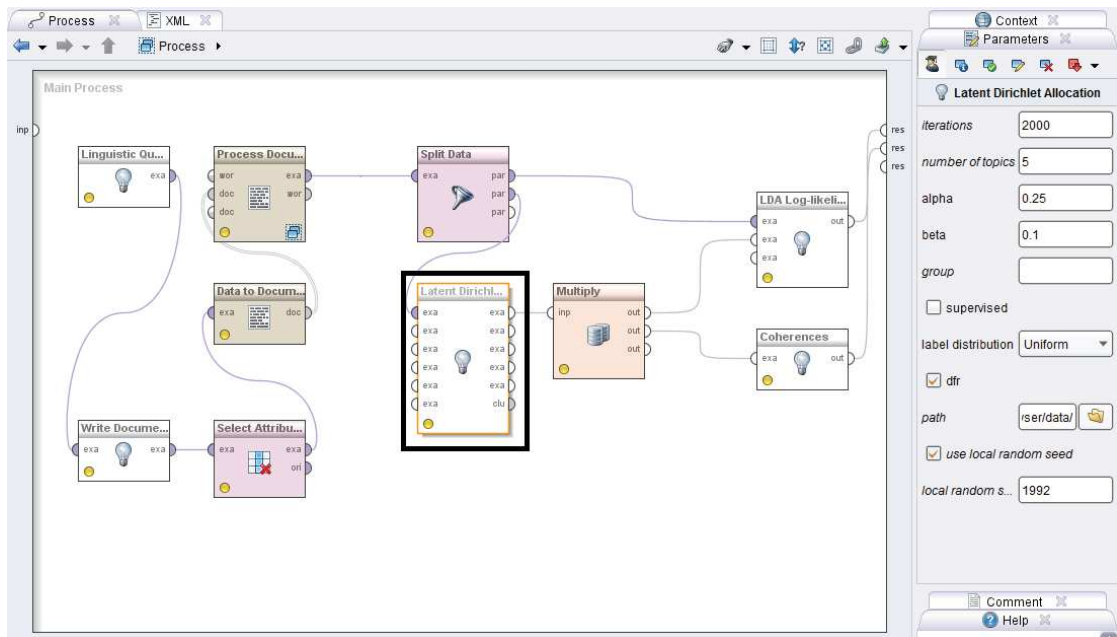 Process
XML
Process
Main Process
inp
res
res
res
Linguistic Qu...
exa
Process Docu...
wor
exa
doc
wor
doc
Split Data
exa
par
par
par
LDA Log-likeli...
exa
out
exa
exa
Data to Docum...
exa
doc
Latent Dirichl...
exa
exa
exa
exa
exa
exa
exa
exa
exa
exa
exa
clu
Multiply
inp
out
out
out
Coherences
exa
out
Write Docume...
exa
exa
Select Attribu...
exa
exa
ori
Context
Parameters
Latent Dirichlet Allocation
iterations
2000
number of topics
5
alpha
0.25
beta
0.1
group
supervised
label distribution
Uniform
dfr
path
ser/data/
use local random seed
local random s...
1992
Comment
Help